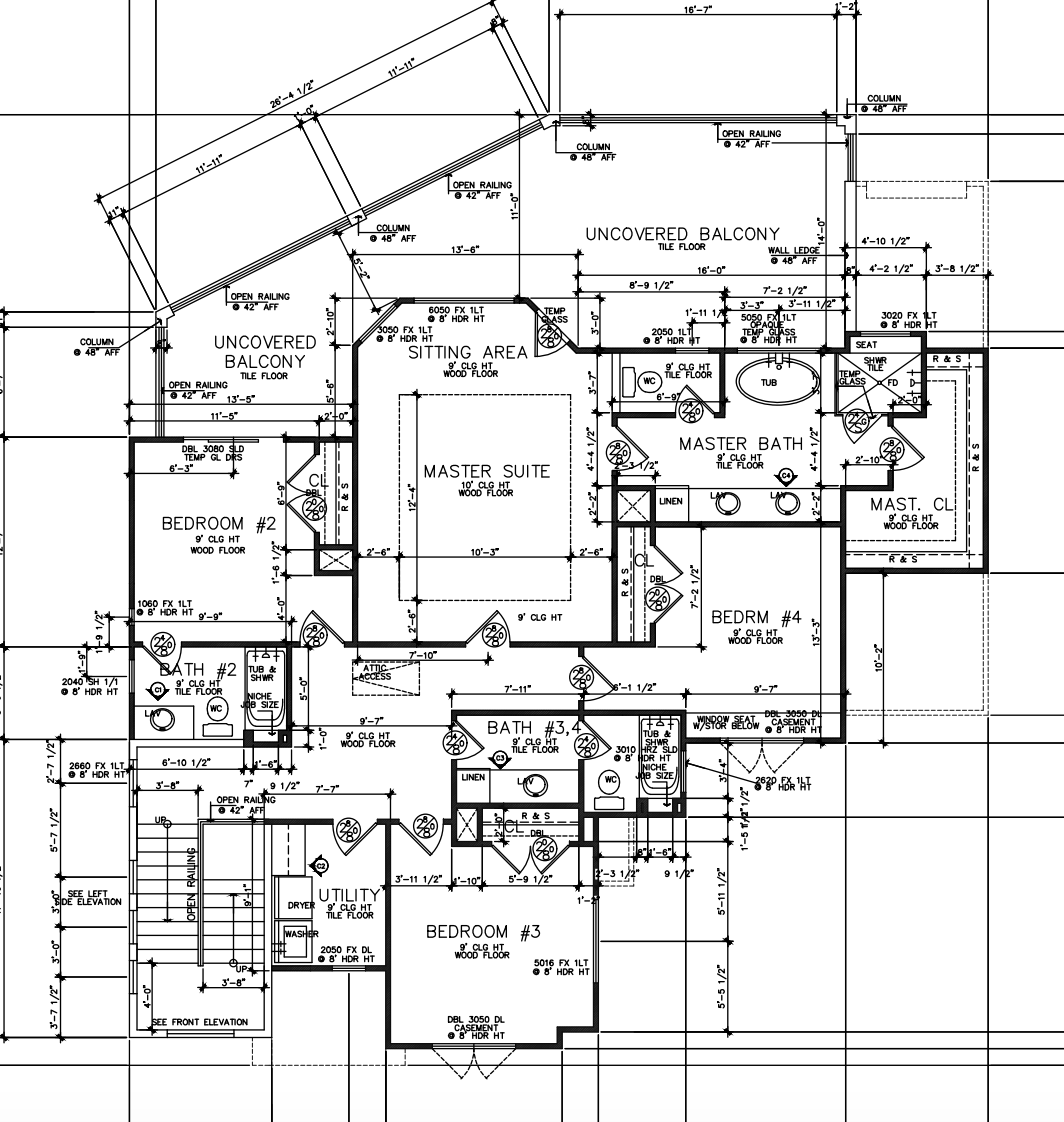 16'-7"
1'-2"
8"
11'-11"
26'-4 1/2"
1'-0"
COLUMN
@ 48" AFF
OPEN RAILING
@ 42" AFF
COLUMN
@ 48" AFF
11'-11"
OPEN RAILING
@ 42" AFF
11'-0"
11"
COLUMN
@ 48" AFF
UNCOVERED BALCONY
TILE FLOOR
14'-0"
WALL LEDGE
@ 48" AFF
4'-10 1/2"
13'-6"
5'-2"
16'-0"
8"
4'-2 1/2"
3'-8 1/2"
8'-9 1/2"
7'-2 1/2"
OPEN RAILING
@ 42" AFF
2'-10"
6050 FX 1LT
@ 8' HDR HT
TEMP
GLASS
3'-0"
1'-11 1/2"
3'-3"
3'-11 1/2"
5050 FX 1LT
OPAQUE
TEMP GLASS
@ 8' HDR HT
3020 FX 1LT
@ 8' HDR HT
3050 FX 1LT
@ 8' HDR HT
2050 1LT
@ 8' HDR HT
COLUMN
@ 48" AFF
UNCOVERED
BALCONY
TILE FLOOR
SITTING AREA
9' CLG HT
WOOD FLOOR
SEAT
SHWR
TILE
R & S
WC
9' CLG HT
TILE FLOOR
3'-7"
6'-9"
TUB
TEMP
GLASS
FD
2'-0"
OPEN RAILING
@ 42" AFF
5'-6"
13'-5"
11'-5"
2'-0"
DBL 3080 SLD
TEMP GL DRS
6'-3"
MASTER SUITE
10' CLG HT
WOOD FLOOR
12'-4"
4'-4 1/2"
2'-3 1/2"
MASTER BATH
9' CLG HT
TILE FLOOR
4'-4 1/2"
2'-10"
R & S
CL
DBL
R & S
6'-9"
C4
BEDROOM #2
9' CLG HT
WOOD FLOOR
2'-2"
LINEN
LAV
LAV
2'-2"
MAST. CL
9' CLG HT
WOOD FLOOR
R & S
1'-6 1/2"
2'-6"
10'-3"
2'-6"
CL
DBL
R & S
7'-2 1/2"
4'-0"
2'-6"
9' CLG HT
BEDRM #4
9' CLG HT
WOOD FLOOR
13'-3"
10'-2"
1060 FX 1LT
@ 8' HDR HT
9'-9"
1'-9 1/2"
1'-9"
2040 SH 1/1
@ 8' HDR HT
BATH #2
9' CLG HT
TILE FLOOR
C1
LAV
WC
TUB &
SHWR
NICHE
JOB SIZE
5'-0"
7'-10"
ATTIC
ACCESS
7'-11"
6'-1 1/2"
9'-7"
9'-7"
1'-0"
9' CLG HT
WOOD FLOOR
BATH #3,4
9' CLG HT
TILE FLOOR
C3
LINEN
LAV
3010 HRZ SLD
@ 8' HDR HT
WC
TUB &
SHWR
NICHE
JOB SIZE
WINDOW SEAT
W/STOR BELOW
DBL 3050 DL
CASEMENT
@ 8' HDR HT
2620 FX 1LT
@ 8' HDR HT
3'-4"
2'-7 1/2"
2660 FX 1LT
@ 8' HDR HT
6'-10 1/2"
1'-6"
7"
9 1/2"
3'-8"
7'-7"
OPEN RAILING
@ 42" AFF
UP
5'-7 1/2"
OPEN RAILING
2'-0"
R & S
CL
DBL
8"
1'-6"
9 1/2"
C2
3'-11 1/2"
1'-10"
5'-9 1/2"
2'-3 1/2"
SEE LEFT
SIDE ELEVATION
3'-0"
9'-1"
DRYER
UTILITY
9' CLG HT
TILE FLOOR
5'-11"
WASHER
BEDROOM #3
9' CLG HT
WOOD FLOOR
3'-0"
2050 FX DL
@ 8' HDR HT
5016 FX 1LT
@ 8' HDR HT
UP
3'-8"
4'-0"
3'-7 1/2"
5'-5 1/2"
SEE FRONT ELEVATION
DBL 3050 DL
CASEMENT
@ 8' HDR HT